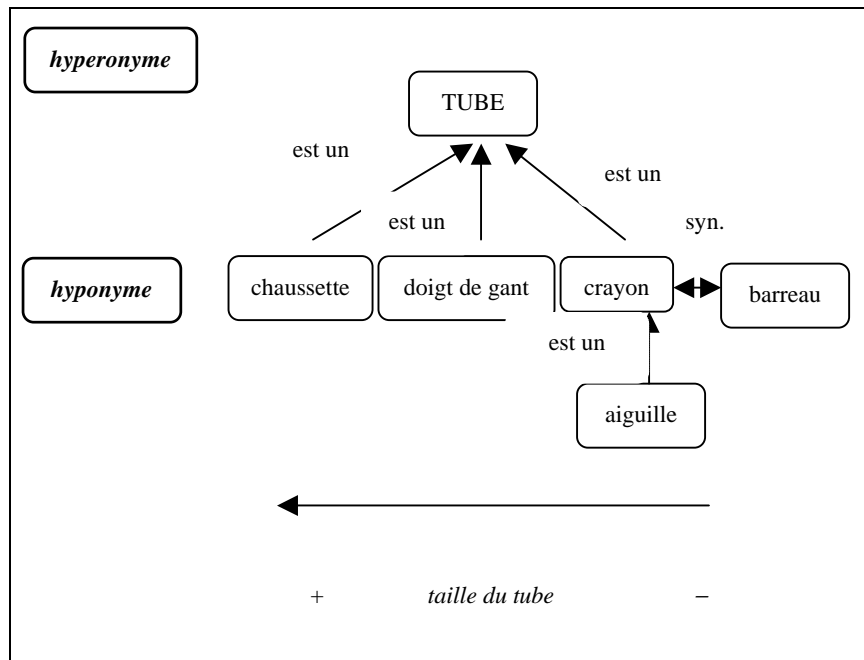 hyperonyme
TUBE
est un
est un
est un
syn.
hyponyme
chaussette
doigt de gant
crayon
barreau
est un
aiguille
+ taille du tube −